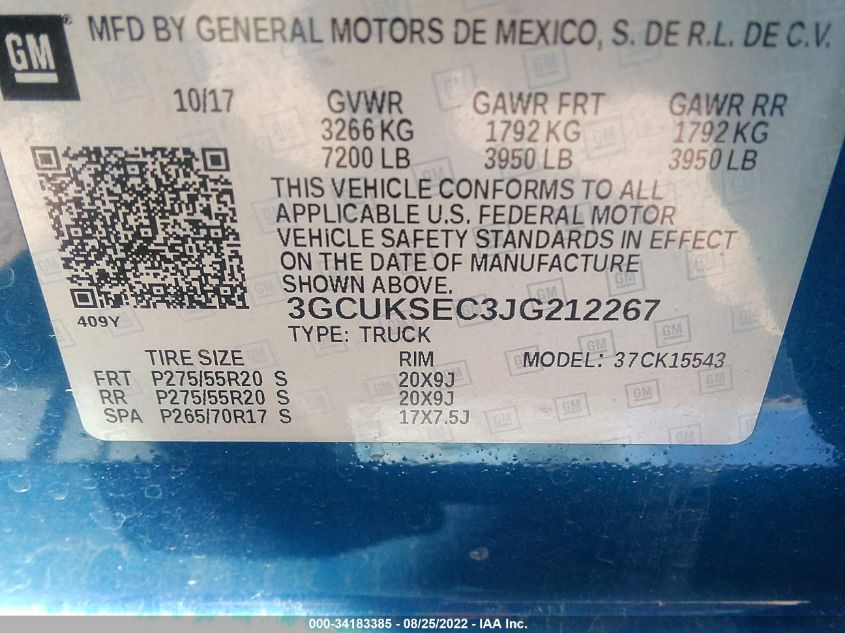 GM MFD BY GENERAL MOTORS DE MEXICO, S. DE R.L. DE C.V.
10/17 GVWR GAWR FRT GAWR RR
3266 KG 1792 KG 1792 KG
7200 LB 3950 LB 3950 LB
THIS VEHICLE CONFORMS TO ALL
APPLICABLE U.S. FEDERAL MOTOR
VEHICLE SAFETY STANDARDS IN EFFECT
ON THE DATE OF MANUFACTURE
SHOWN ABOVE.
3GCUKSEC3JG212267
409Y
TYPE: TRUCK
TIRE SIZE RIM MODEL: 37CK15543
FRT P275/55R20 S 20X9J
RR P275/55R20 S 20X9J
SPA P265/70R17 S 17X7.5J
000-34183385 - 08/25/2022 - IAA Inc.